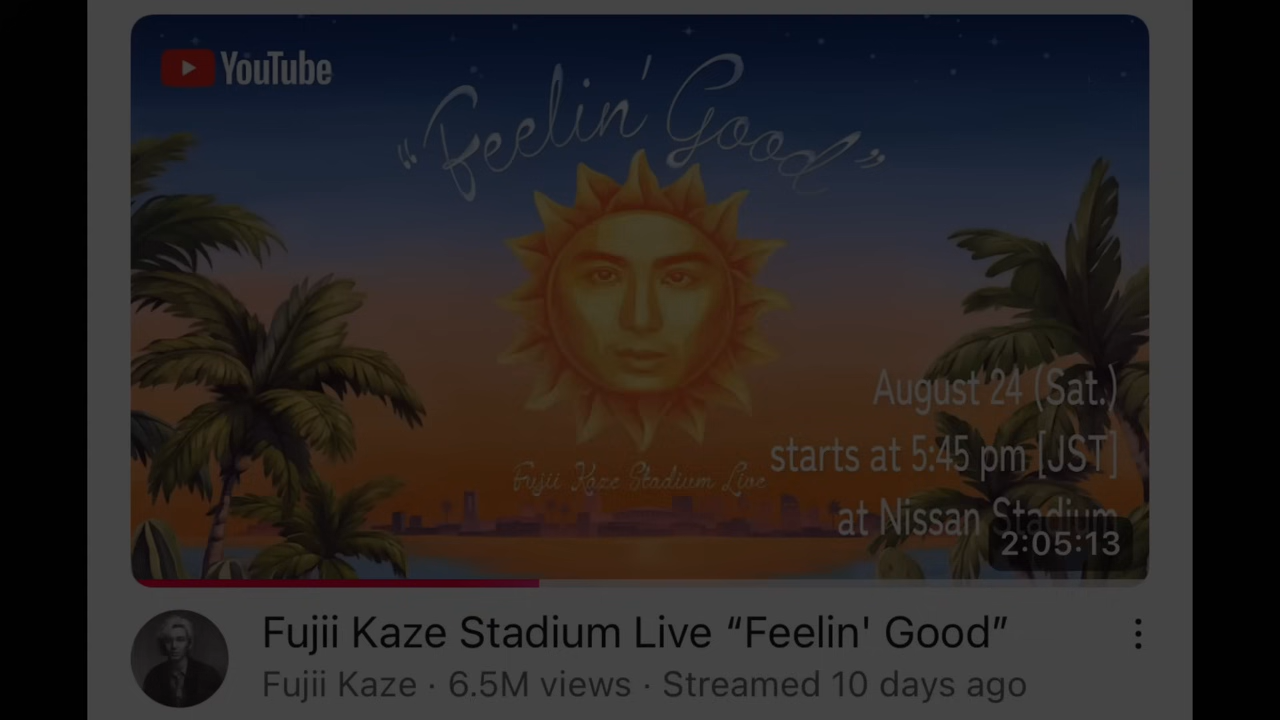 YouTube
“Feelin' Good”
August 24 (Sat.)
starts at 5:45 pm [JST]
Fujii Kaze Stadium Live
at Nissan Stadium
2:05:13
Fujii Kaze Stadium Live “Feelin' Good”
Fujii Kaze · 6.5M views · Streamed 10 days ago